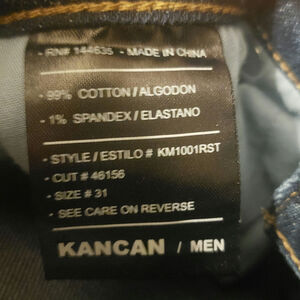 - RN# 144635 - MADE IN CHINA
- 99% COTTON / ALGODON
- 1% SPANDEX / ELASTANO
- STYLE / ESTILO # KM1001RST
- CUT # 46156
- SIZE # 31
- SEE CARE ON REVERSE
KANCAN / MEN